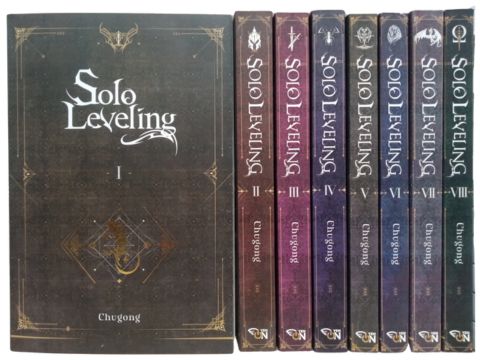 Solo
Leveling
I
Chugong
SOLO LEVELING
II
Chugong
SOLO LEVELING
III
Chugong
SOLO LEVELING
IV
Chugong
SOLO LEVELING
V
Chugong
SOLO LEVELING
VI
Chugong
SOLO LEVELING
VII
Chugong
SOLO LEVELING
VIII
Chugong